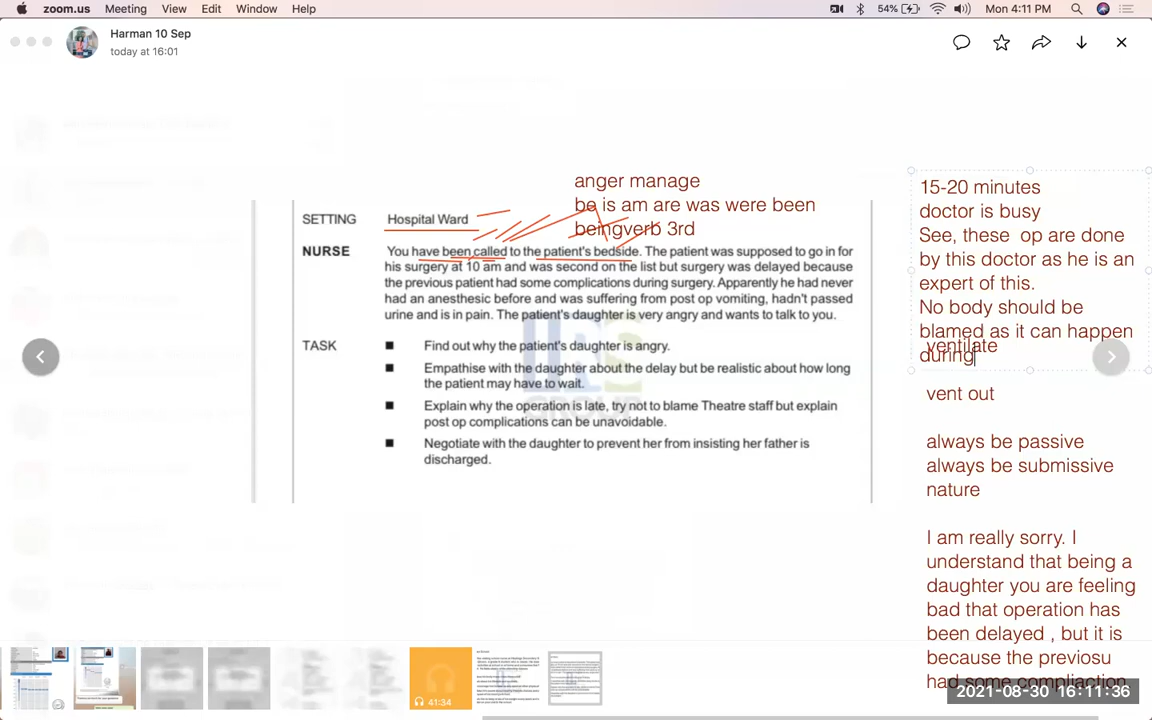 zoom.us Meeting View Edit Window Help 54% Mon 4:11 PM
Harman 10 Sep
today at 16:01
anger manage
be is am are was were been
beingverb 3rd
SETTING Hospital Ward
NURSE You have been called to the patient's bedside. The patient was supposed to go in for
his surgery at 10 am and was second on the list but surgery was delayed because
the previous patient had some complications during surgery. Apparently he had never
had an anesthesic before and was suffering from post op vomiting, hadn't passed
urine and is in pain. The patient's daughter is very angry and wants to talk to you.
TASK
Find out why the patient's daughter is angry.
Empathise with the daughter about the delay but be realistic about how long
the patient may have to wait.
Explain why the operation is late, try not to blame Theatre staff but explain
post op complications can be unavoidable.
Negotiate with the daughter to prevent her from insisting her father is
discharged.
GROUP
15-20 minutes
doctor is busy
See, these op are done
by this doctor as he is an
expert of this.
No body should be
blamed as it can happen
during
ventilate
vent out
always be passive
always be submissive
nature
I am really sorry. I
understand that being a
daughter you are feeling
bad that operation has
been delayed , but it is
because the previosu
had some compliaction
41:34
2021-08-30 16:11:36